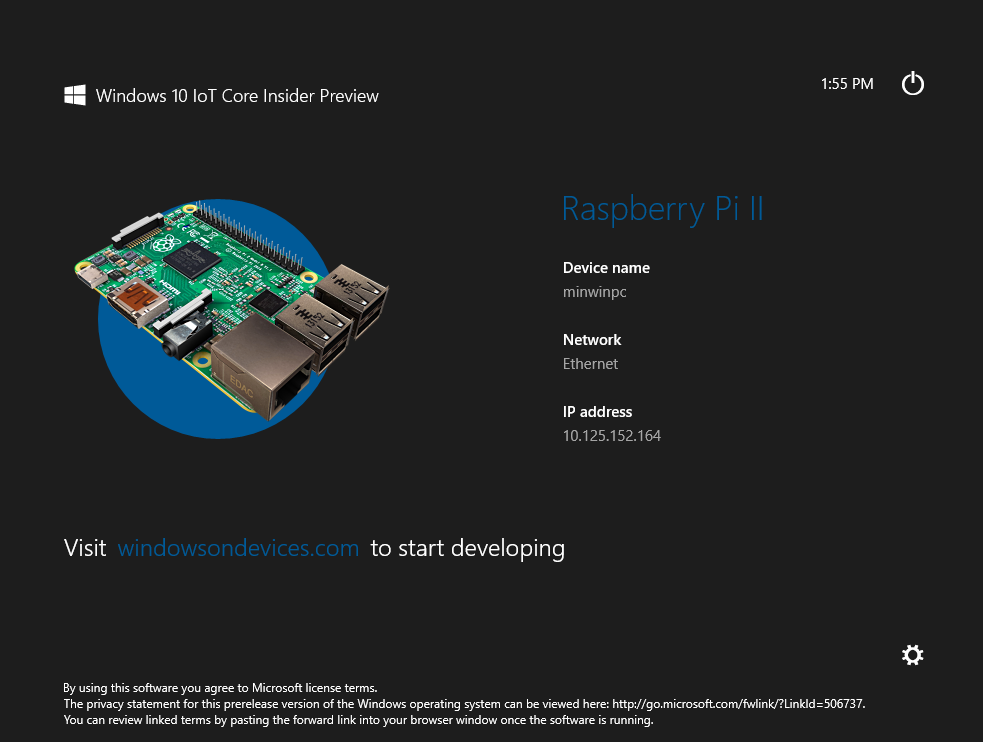 Windows 10 IoT Core Insider Preview
1:55 PM
Raspberry Pi II
Device name
minwinpc
Network
Ethernet
IP address
10.125.152.164
HDMI
EDAC
Visit windowsondevices.com to start developing
By using this software you agree to Microsoft license terms.
The privacy statement for this prerelease version of the Windows operating system can be viewed here: http://go.microsoft.com/fwlink/?LinkId=506737.
You can review linked terms by pasting the forward link into your browser window once the software is running.